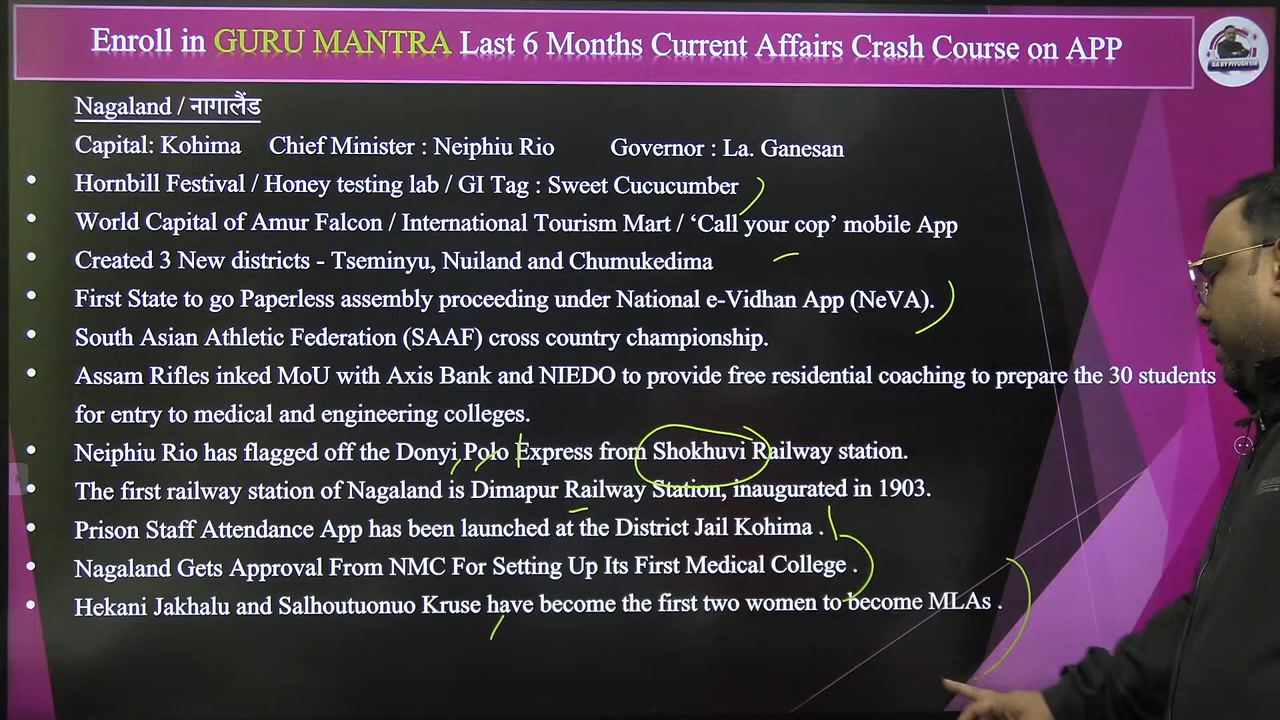 Enroll in GURU MANTRA Last 6 Months Current Affairs Crash Course on APP
GA BY PIYUSH SIR
Nagaland / नागालैंड
Capital: Kohima Chief Minister : Neiphiu Rio Governor : La. Ganesan
• Hornbill Festival / Honey testing lab / GI Tag : Sweet Cucucumber
• World Capital of Amur Falcon / International Tourism Mart / ‘Call your cop’ mobile App
• Created 3 New districts - Tseminyu, Nuiland and Chumukedima
• First State to go Paperless assembly proceeding under National e-Vidhan App (NeVA).
• South Asian Athletic Federation (SAAF) cross country championship.
• Assam Rifles inked MoU with Axis Bank and NIEDO to provide free residential coaching to prepare the 30 students
for entry to medical and engineering colleges.
• Neiphiu Rio has flagged off the Donyi Polo Express from Shokhuvi Railway station.
• The first railway station of Nagaland is Dimapur Railway Station, inaugurated in 1903.
• Prison Staff Attendance App has been launched at the District Jail Kohima .
• Nagaland Gets Approval From NMC For Setting Up Its First Medical College .
• Hekani Jakhalu and Salhoutuonuo Kruse have become the first two women to become MLAs .